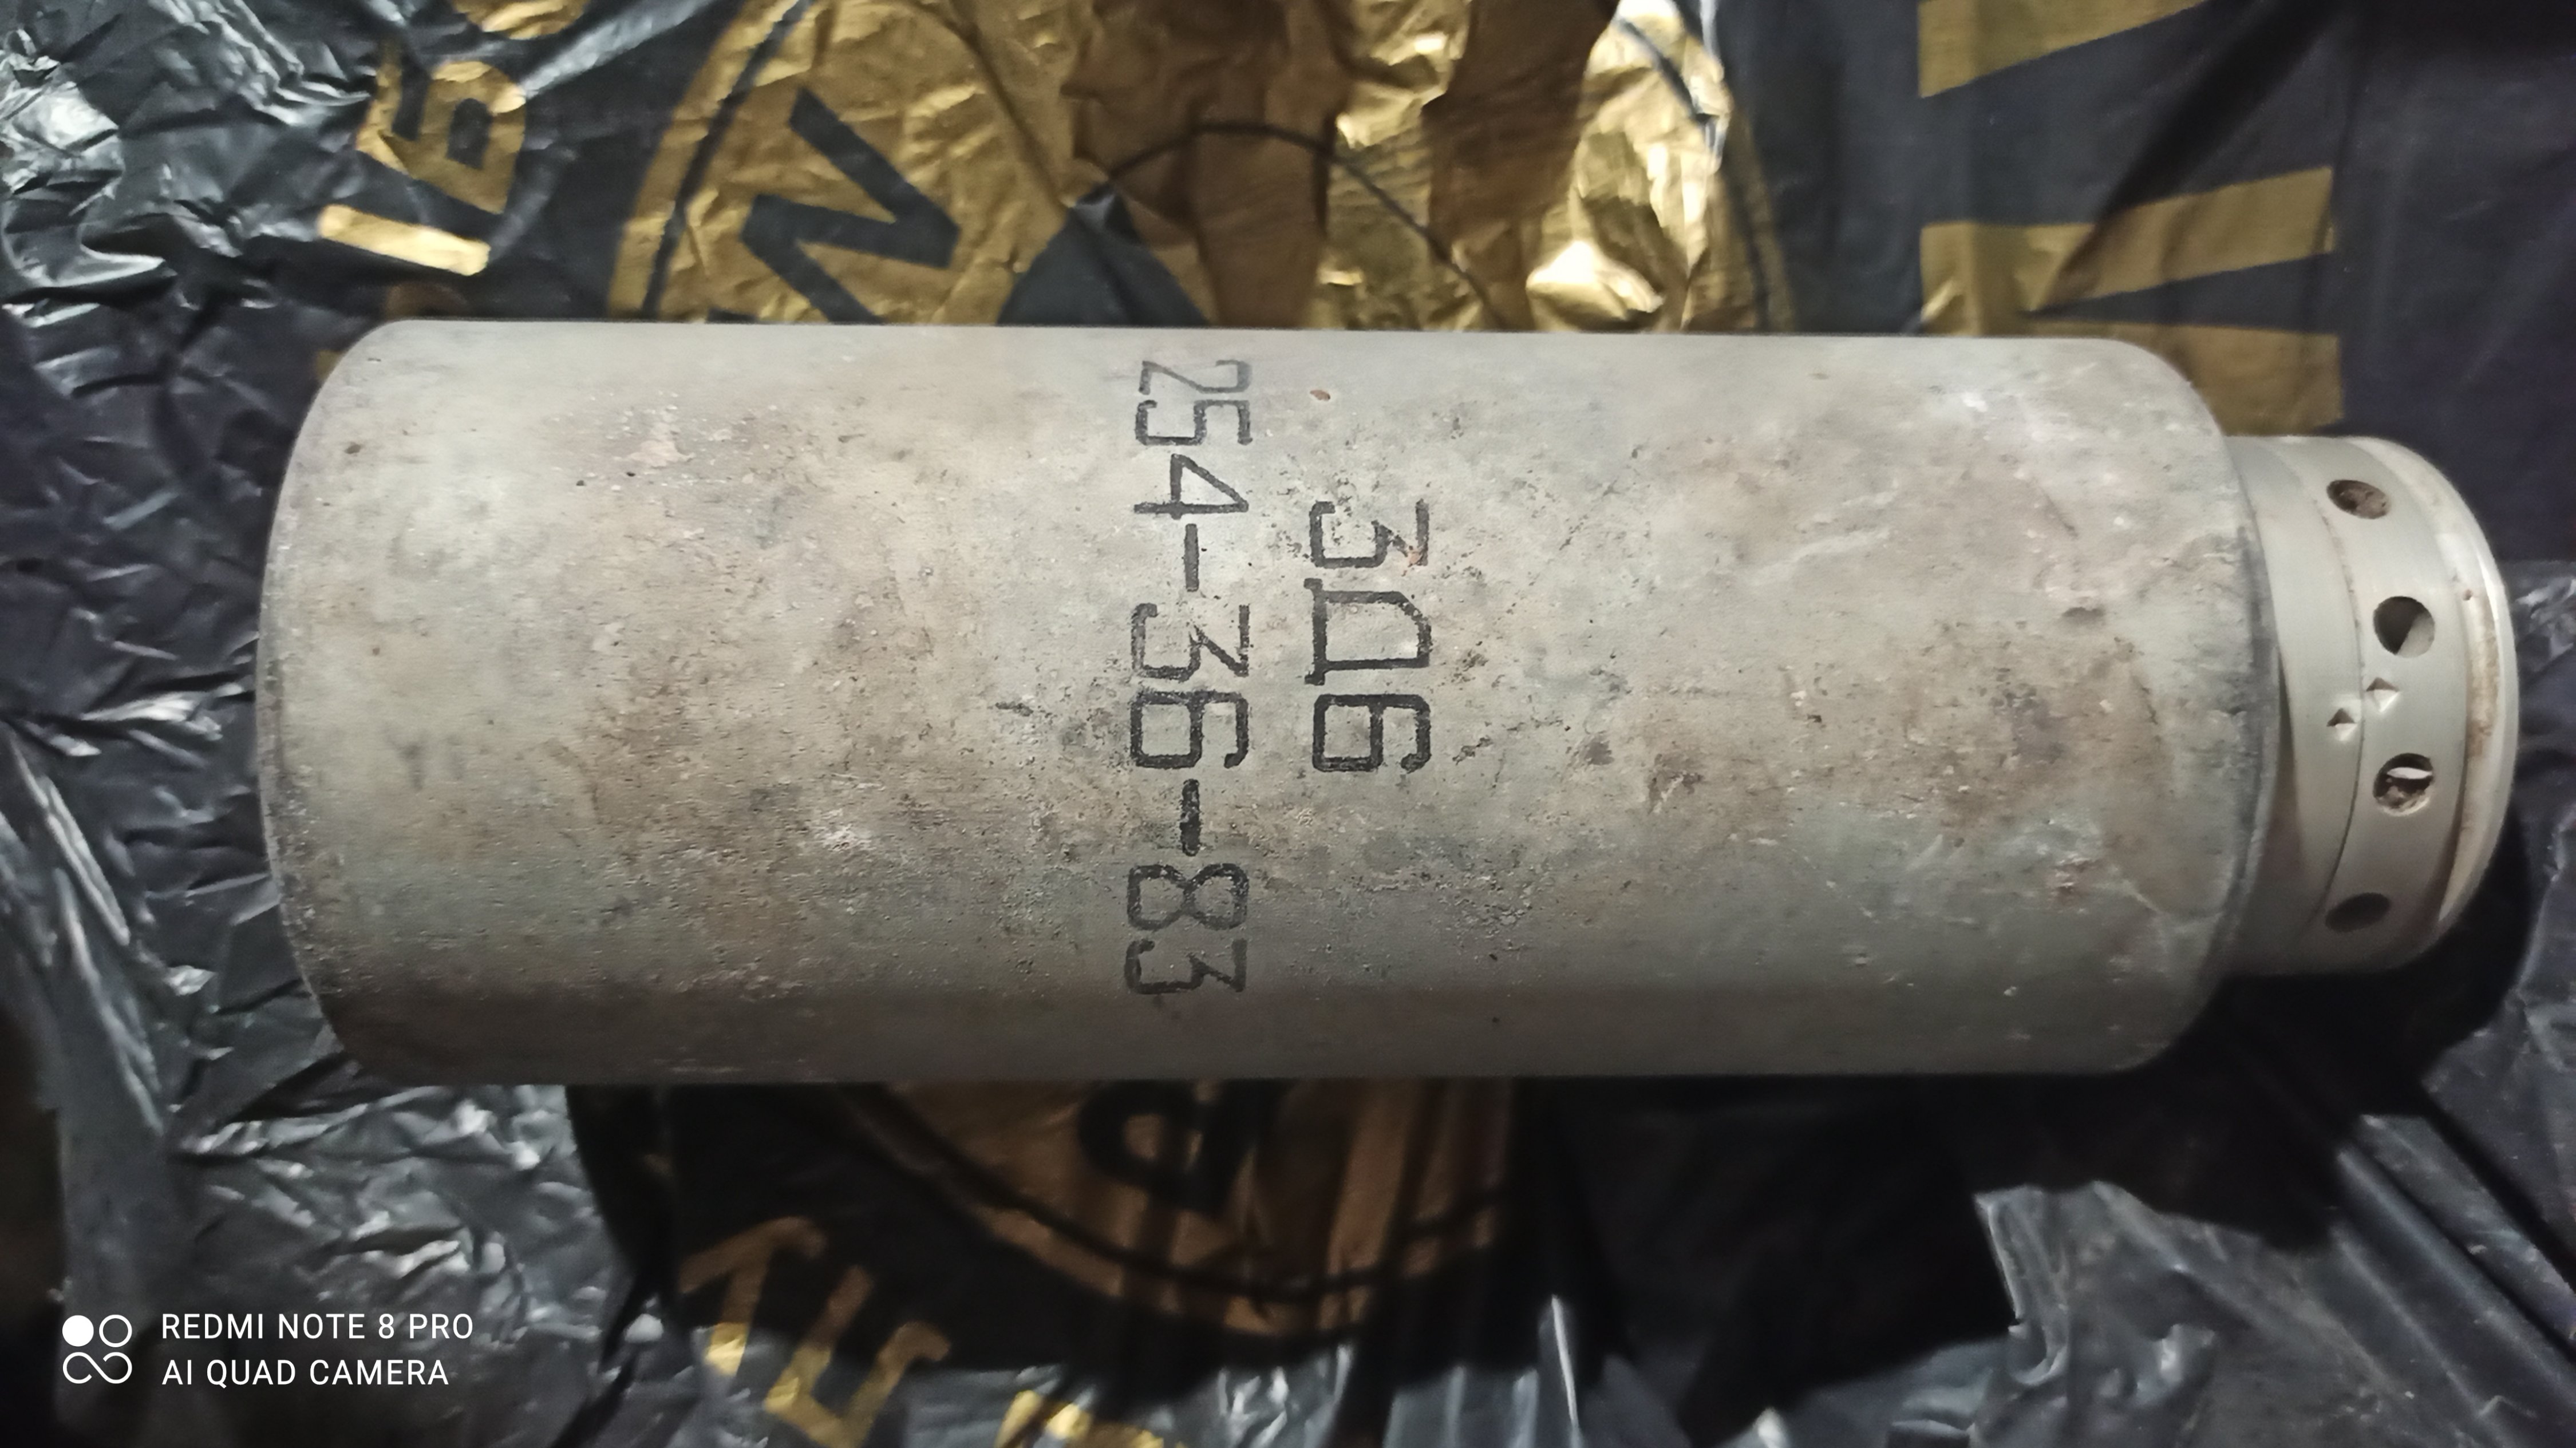 3Д6
254-36-83
REDMI NOTE 8 PRO
AI QUAD CAMERA